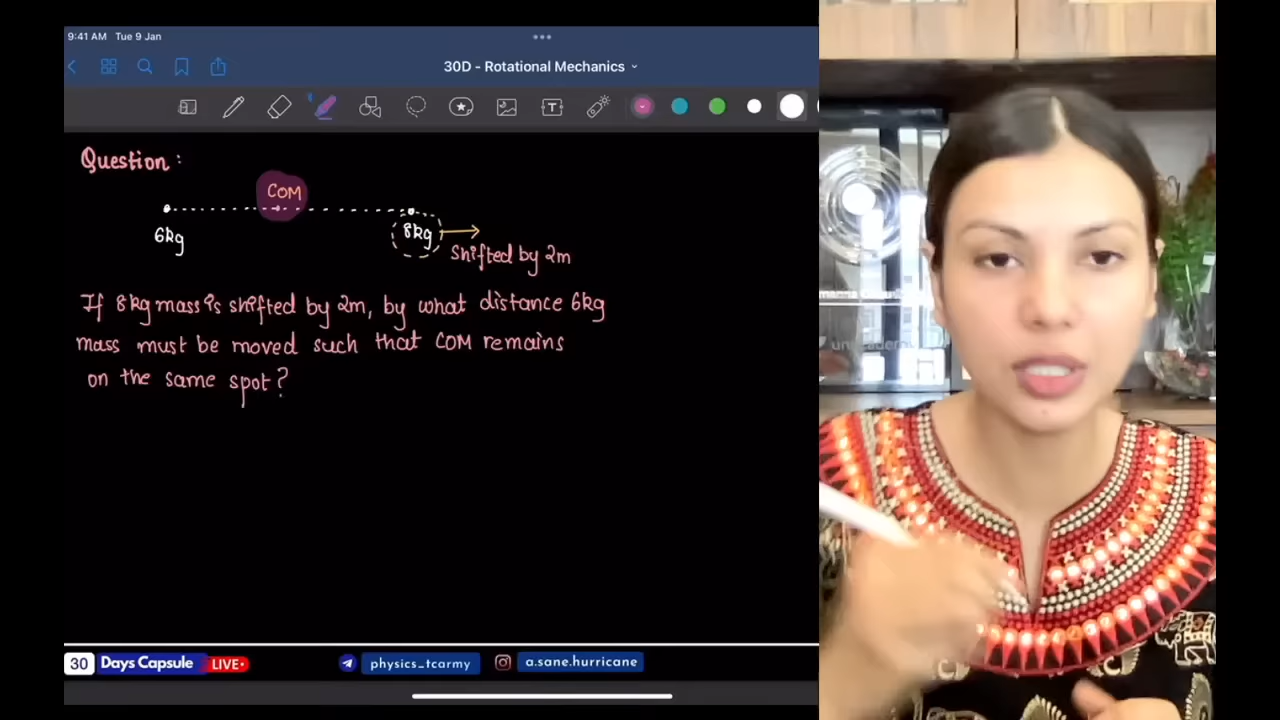 9:41 AM Tue 9 Jan
30D - Rotational Mechanics
T
Question:
COM
6kg
8kg
Shifted by 2m
If 8kg mass is shifted by 2m, by what distance 6kg
mass must be moved such that COM remains
on the same spot?
30 Days Capsule LIVE
physics_tcarmy
a.sane.hurricane